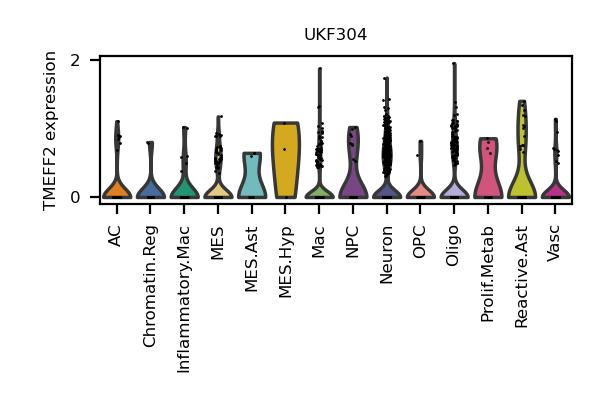 UKF304
TMEFF2 expression
2
0
AC
Chromatin.Reg
Inflammatory.Mac
MES
MES.Ast
MES.Hyp
Mac
NPC
Neuron
OPC
Oligo
Prolif.Metab
Reactive.Ast
Vasc